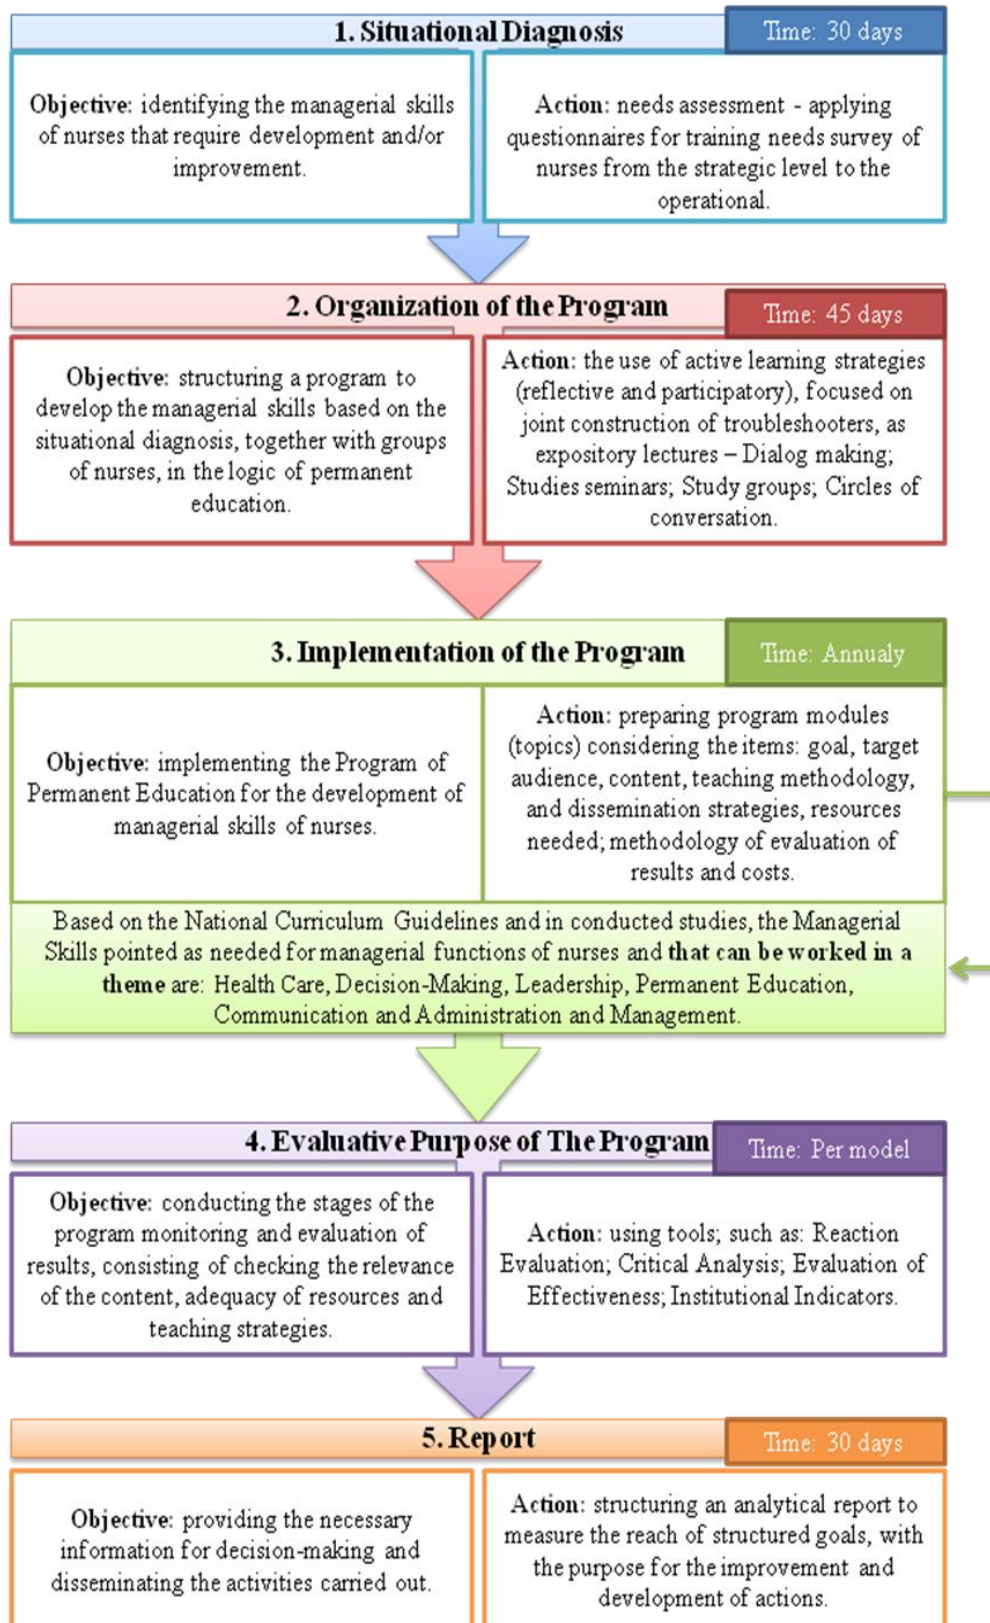 1. Situational Diagnosis
Time: 30 days
Objective: identifying the managerial skills
of nurses that require development and/or
improvement.
Action: needs assessment - applying
questionnaires for training needs survey of
nurses from the strategic level to the
operational.
2. Organization of the Program
Time: 45 days
Objective: structuring a program to
develop the managerial skills based on the
situational diagnosis, together with groups
of nurses, in the logic of permanent
education.
Action: the use of active learning strategies
(reflective and participatory), focused on
joint construction of troubleshooters, as
expository lectures – Dialog making;
Studies seminars; Study groups; Circles of
conversation.
3. Implementation of the Program
Time: Annualy
Objective: implementing the Program of
Permanent Education for the development of
managerial skills of nurses.
Action: preparing program modules
(topics) considering the items: goal, target
audience, content, teaching methodology,
and dissemination strategies, resources
needed; methodology of evaluation of
results and costs.
Based on the National Curriculum Guidelines and in conducted studies, the Managerial
Skills pointed as needed for managerial functions of nurses and that can be worked in a
theme are: Health Care, Decision-Making, Leadership, Permanent Education,
Communication and Administration and Management.
4. Evaluative Purpose of The Program
Time: Per model
Objective: conducting the stages of the
program monitoring and evaluation of
results, consisting of checking the relevance
of the content, adequacy of resources and
teaching strategies.
Action: using tools; such as: Reaction
Evaluation; Critical Analysis; Evaluation of
Effectiveness; Institutional Indicators.
5. Report
Time: 30 days
Objective: providing the necessary
information for decision-making and
disseminating the activities carried out.
Action: structuring an analytical report to
measure the reach of structured goals, with
the purpose for the improvement and
development of actions.